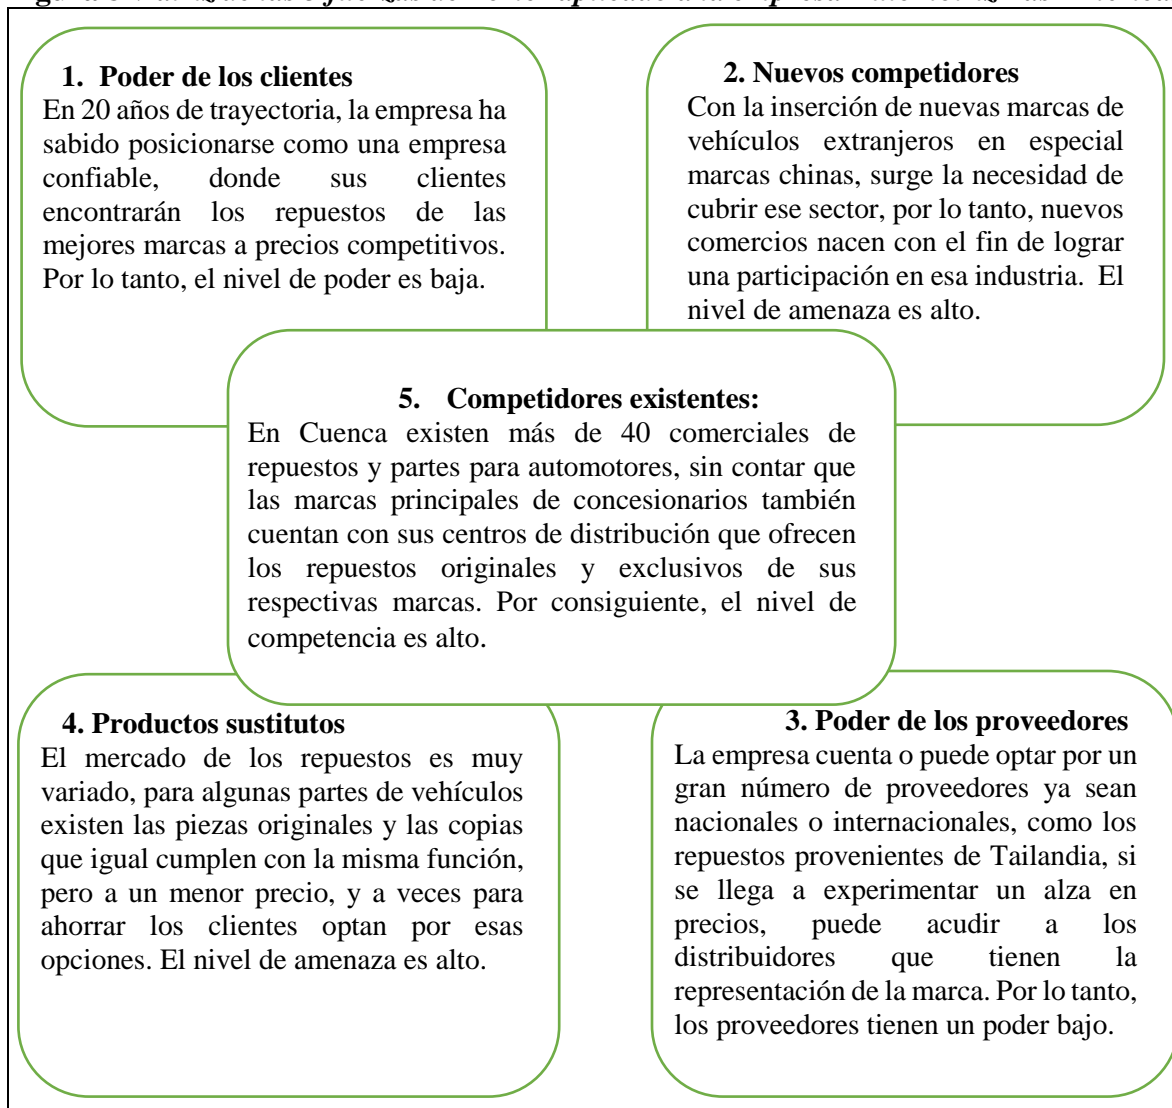 1. Poder de los clientes
En 20 años de trayectoria, la empresa ha
sabido posicionarse como una empresa
confiable, donde sus clientes
encontrarán los repuestos de las
mejores marcas a precios competitivos.
Por lo tanto, el nivel de poder es baja.
2. Nuevos competidores
Con la inserción de nuevas marcas de
vehículos extranjeros en especial
marcas chinas, surge la necesidad de
cubrir ese sector, por lo tanto, nuevos
comercios nacen con el fin de lograr
una participación en esa industria. El
nivel de amenaza es alto.
5. Competidores existentes:
En Cuenca existen más de 40 comerciales de
repuestos y partes para automotores, sin contar que
las marcas principales de concesionarios también
cuentan con sus centros de distribución que ofrecen
los repuestos originales y exclusivos de sus
respectivas marcas. Por consiguiente, el nivel de
competencia es alto.
4. Productos sustitutos
El mercado de los repuestos es muy
variado, para algunas partes de vehículos
existen las piezas originales y las copias
que igual cumplen con la misma función,
pero a un menor precio, y a veces para
ahorrar los clientes optan por esas
opciones. El nivel de amenaza es alto.
3. Poder de los proveedores
La empresa cuenta o puede optar por un
gran número de proveedores ya sean
nacionales o internacionales, como los
repuestos provenientes de Tailandia, si
se llega a experimentar un alza en
precios, puede acudir a los
distribuidores que tienen la
representación de la marca. Por lo tanto,
los proveedores tienen un poder bajo.